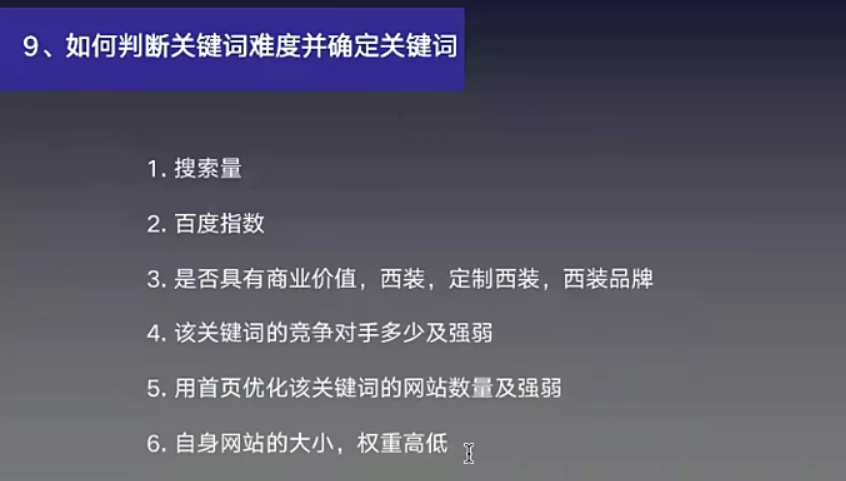 9、如何判断关键词难度并确定关键词
1. 搜索量
2. 百度指数
3. 是否具有商业价值，西装，定制西装，西装品牌
4. 该关键词的竞争对手多少及强弱
5. 用首页优化该关键词的网站数量及强弱
6. 自身网站的大小，权重高低